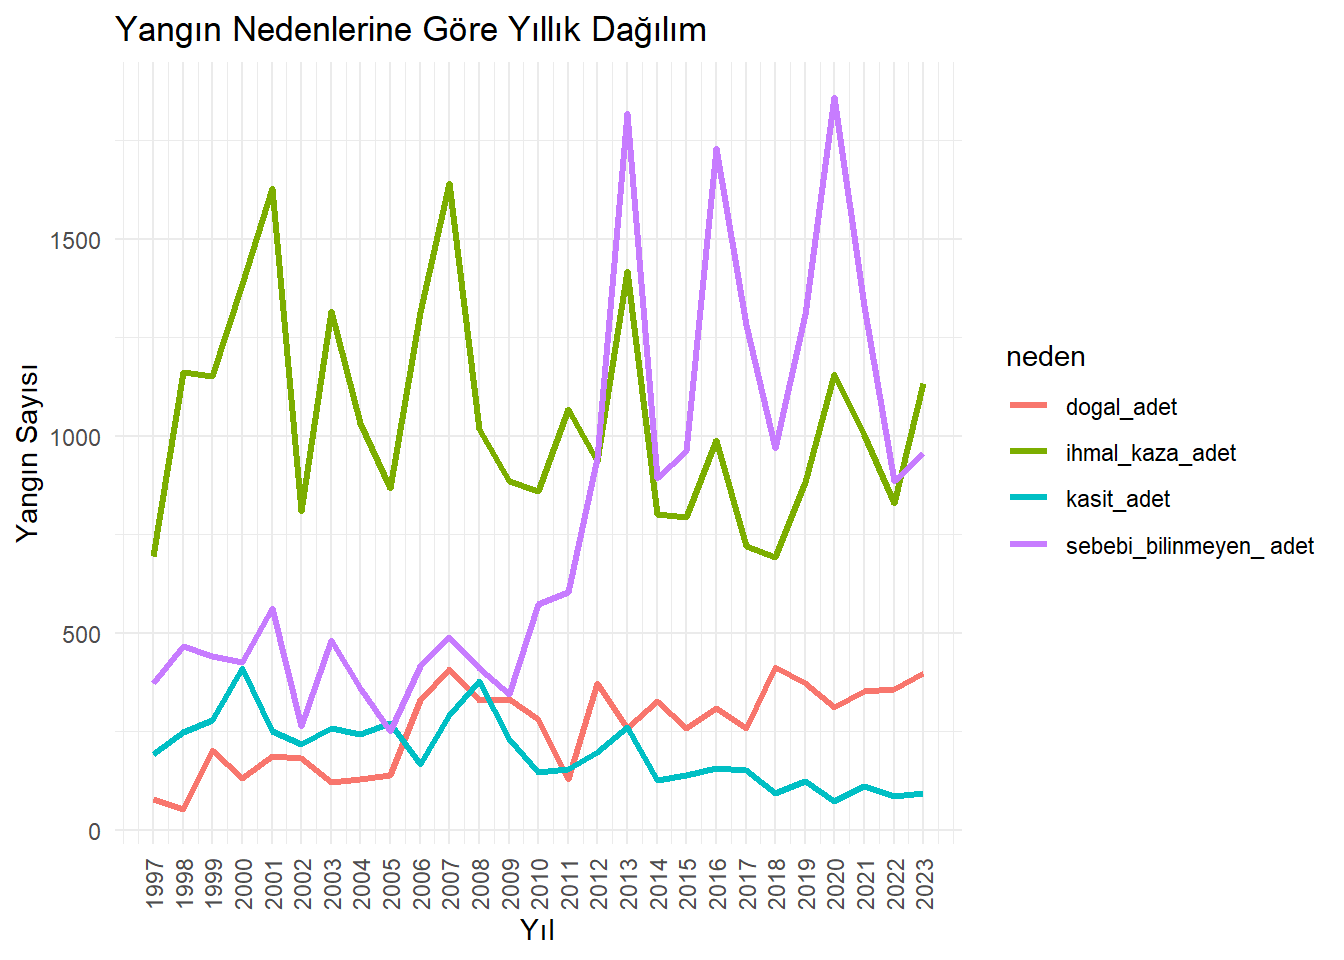 Yangın Nedenlerine Göre Yıllık Dağılım
Yangın Sayısı
1500
1000
500
0
1997 1998 1999 2000 2001 2002 2003 2004 2005 2006 2007 2008 2009 2010 2011 2012 2013 2014 2015 2016 2017 2018 2019 2020 2021 2022 2023
Yıl
neden
dogal_adet
ihmal_kaza_adet
kasit_adet
sebebi_bilinmeyen_ adet